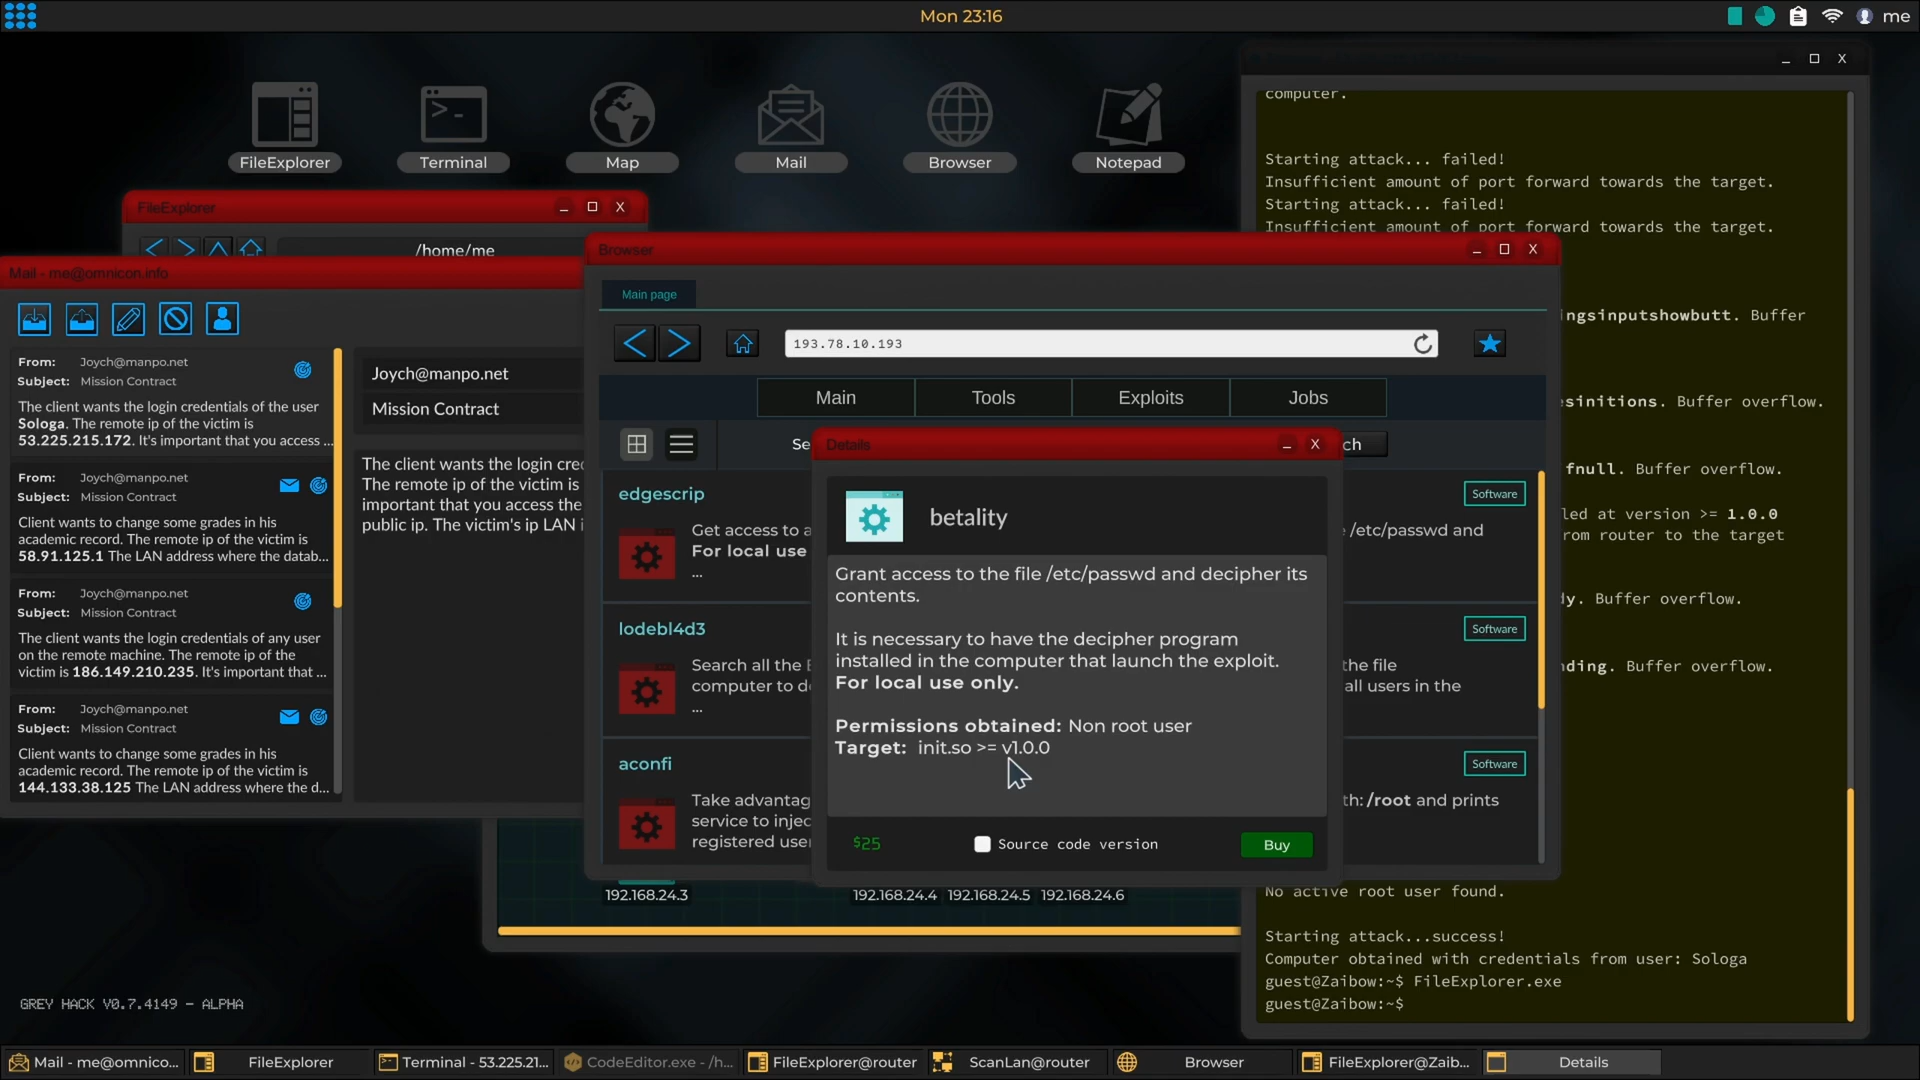 Mon 23:16
me
FileExplorer
Terminal
Map
Mail
Browser
Notepad
FileExplorer
/home/me
Mail - me@omnicon.info
From: Joych@manpo.net
Subject: Mission Contract
The client wants the login credentials of the user
Sologa. The remote ip of the victim is
53.225.215.172. It's important that you access ...
From: Joych@manpo.net
Subject: Mission Contract
Client wants to change some grades in his
academic record. The remote ip of the victim is
58.91.125.1 The LAN address where the datab...
From: Joych@manpo.net
Subject: Mission Contract
The client wants the login credentials of any user
on the remote machine. The remote ip of the
victim is 186.149.210.235. It's important that ...
From: Joych@manpo.net
Subject: Mission Contract
Client wants to change some grades in his
academic record. The remote ip of the victim is
144.133.38.125 The LAN address where the d...
Joych@manpo.net
Mission Contract
The client wants the login cre
The remote ip of the victim is
important that you access the
public ip. The victim's ip LAN i
Browser
Main page
193.78.10.193
Main
Tools
Exploits
Jobs
Se
ch
edgescrip
Software
Get access to a
/etc/passwd and
For local use
...
lodebl4d3
Software
Search all the
the file
computer to d
all users in the
...
aconfi
Software
Take advantag
th: /root and prints
service to injec
registered user
Details
betality
Grant access to the file /etc/passwd and decipher its
contents.
It is necessary to have the decipher program
installed in the computer that launch the exploit.
For local use only.
Permissions obtained: Non root user
Target: init.so >= v1.0.0
$25
Source code version
Buy
192.168.24.3
192.168.24.4
192.168.24.5
192.168.24.6
computer.
Starting attack... failed!
Insufficient amount of port forward towards the target.
Starting attack... failed!
Insufficient amount of port forward towards the target.
ingsinputshowbutt. Buffer
esinitions. Buffer overflow.
fnull. Buffer overflow.
led at version >= 1.0.0
rom router to the target
dy. Buffer overflow.
nding. Buffer overflow.
No active root user found.
Starting attack...success!
Computer obtained with credentials from user: Sologa
guest@Zaibow:~$ FileExplorer.exe
guest@Zaibow:~$
GREY HACK V0.7.4149 - ALPHA
Mail - me@omnico...
FileExplorer
Terminal - 53.225.21...
CodeEditor.exe - /h...
FileExplorer@router
ScanLan@router
Browser
FileExplorer@Zaib...
Details